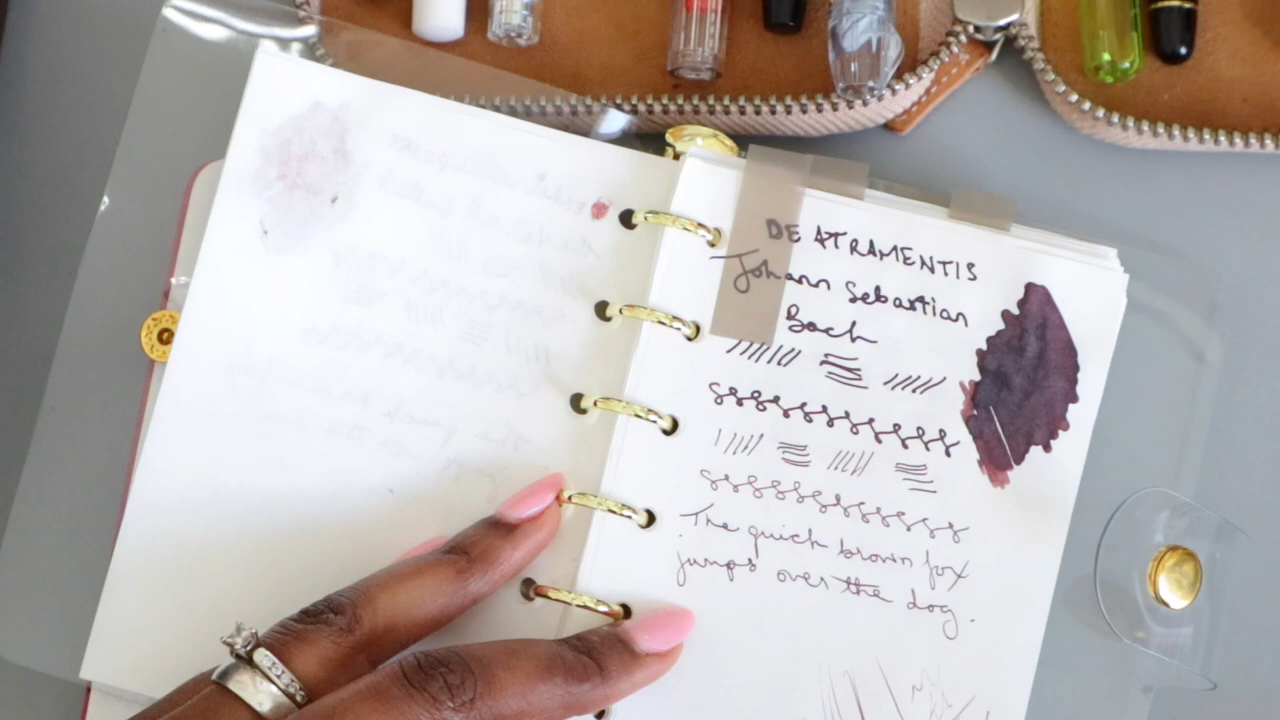 DE ATRAMENTIS
Johann Sebastian
Bach
The quick brown fox
jumps over the dog.